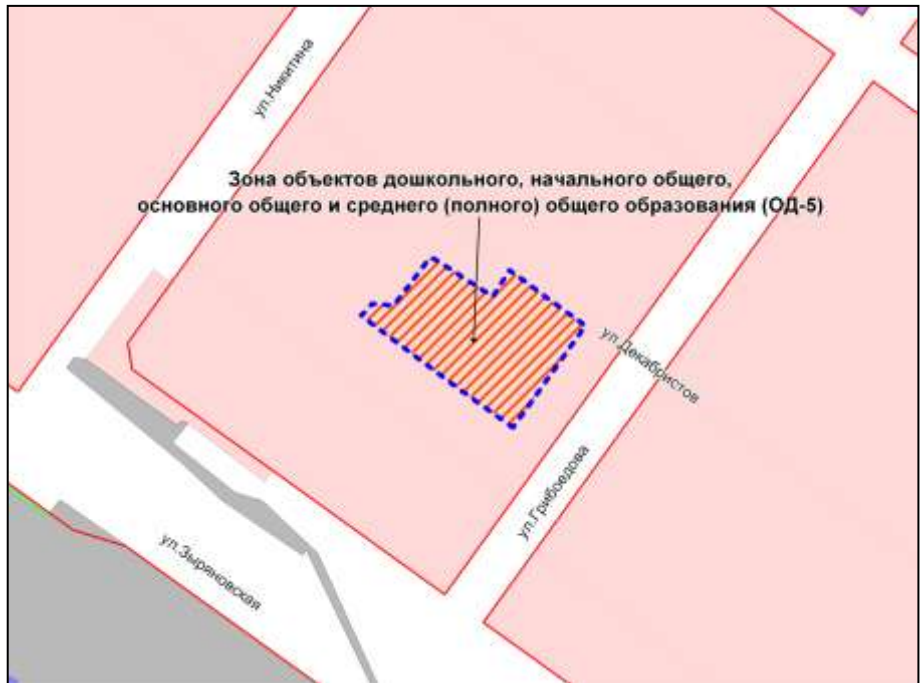 ул.Никитина
Зона объектов дошкольного, начального общего,
основного общего и среднего (полного) общего образования (ОД-5)
ул.Декабристов
ул.Грибоедова
ул.Зыряновская